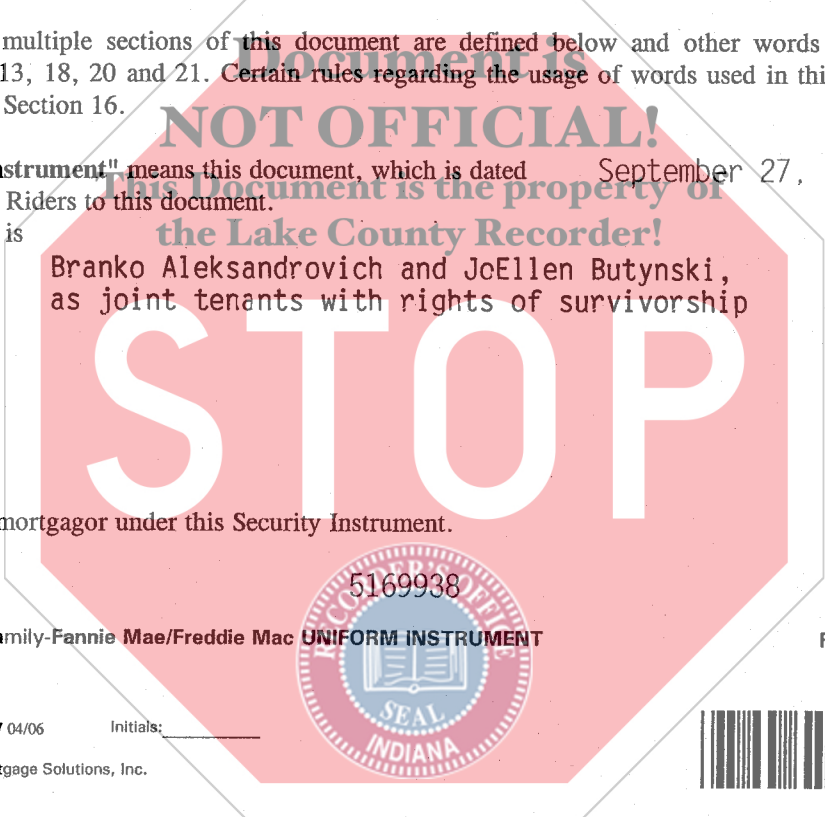 multiple sections of this document are defined below and other words
13, 18, 20 and 21. Certain rules regarding the usage of words used in thi
Section 16.
Document is
NOT OFFICIAL!
This Document is the property of
the Lake County Recorder!
strument" means this document, which is dated September 27,
Riders to this document.
is
Branko Aleksandrovich and JoEllen Butynski,
as joint tenants with rights of survivorship
STOP
mortgagor under this Security Instrument.
5169938
RECORDER'S OFFICE
SEAL
INDIANA
amily-Fannie Mae/Freddie Mac UNIFORM INSTRUMENT
04/06 Initials:
tgage Solutions, Inc.